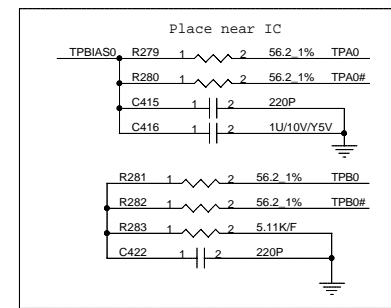 Place near IC
TPBIAS0 R279 1 2 56.2_1% TPA0
R280 1 2 56.2_1% TPA0#
C415 1 2 220P
C416 1 2 1U/10V/Y5V
R281 1 2 56.2_1% TPB0
R282 1 2 56.2_1% TPB0#
R283 1 2 5.11K/F
C422 1 2 220P